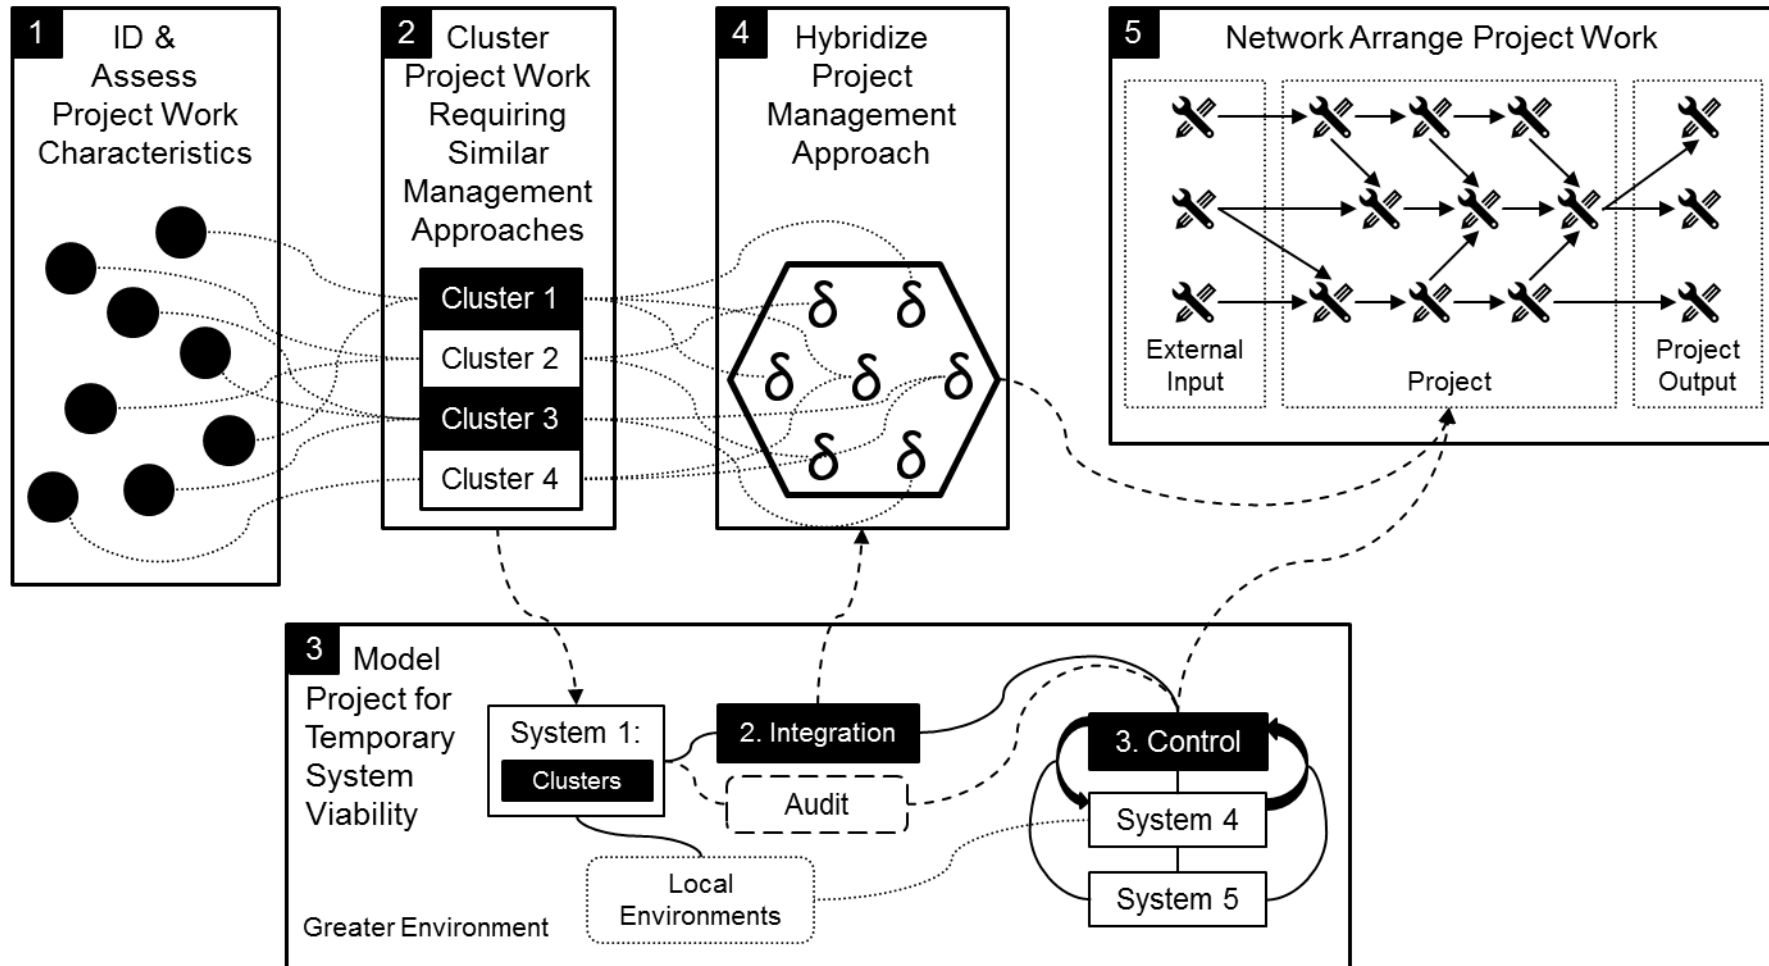 1
ID &
Assess
Project Work
Characteristics
2
Cluster
Project Work
Requiring
Similar
Management
Approaches
Cluster 1
Cluster 2
Cluster 3
Cluster 4
4
Hybridize
Project
Management
Approach
δ δ
δ δ δ
δ δ
5
Network Arrange Project Work
External
Input
Project
Project
Output
3
Model
Project for
Temporary
System
Viability
System 1:
Clusters
2. Integration
Audit
Local
Environments
3. Control
System 4
System 5
Greater Environment